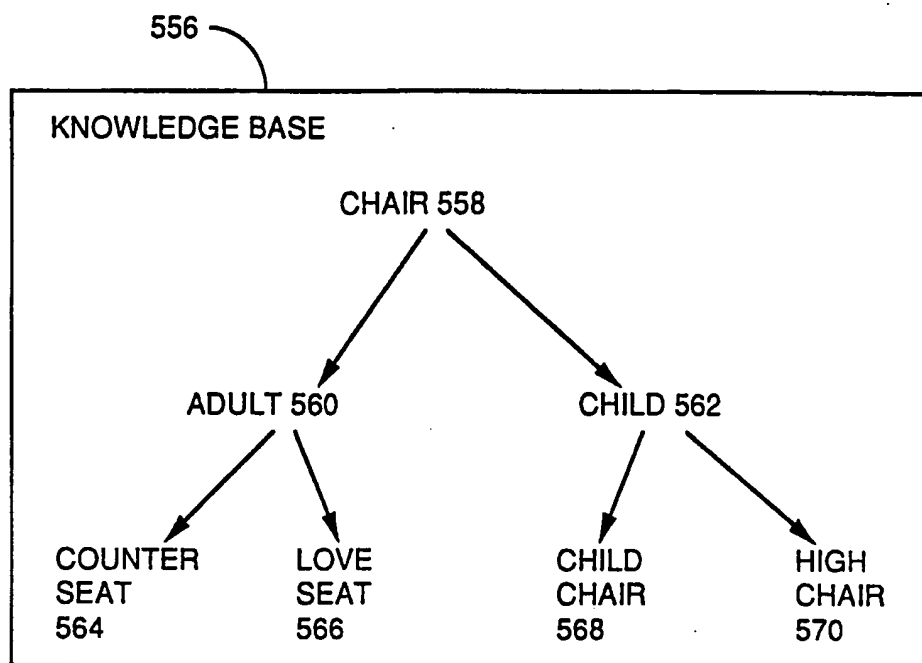 556
KNOWLEDGE BASE
CHAIR 558
ADULT 560
CHILD 562
COUNTER
SEAT
564
LOVE
SEAT
566
CHILD
CHAIR
568
HIGH
CHAIR
570